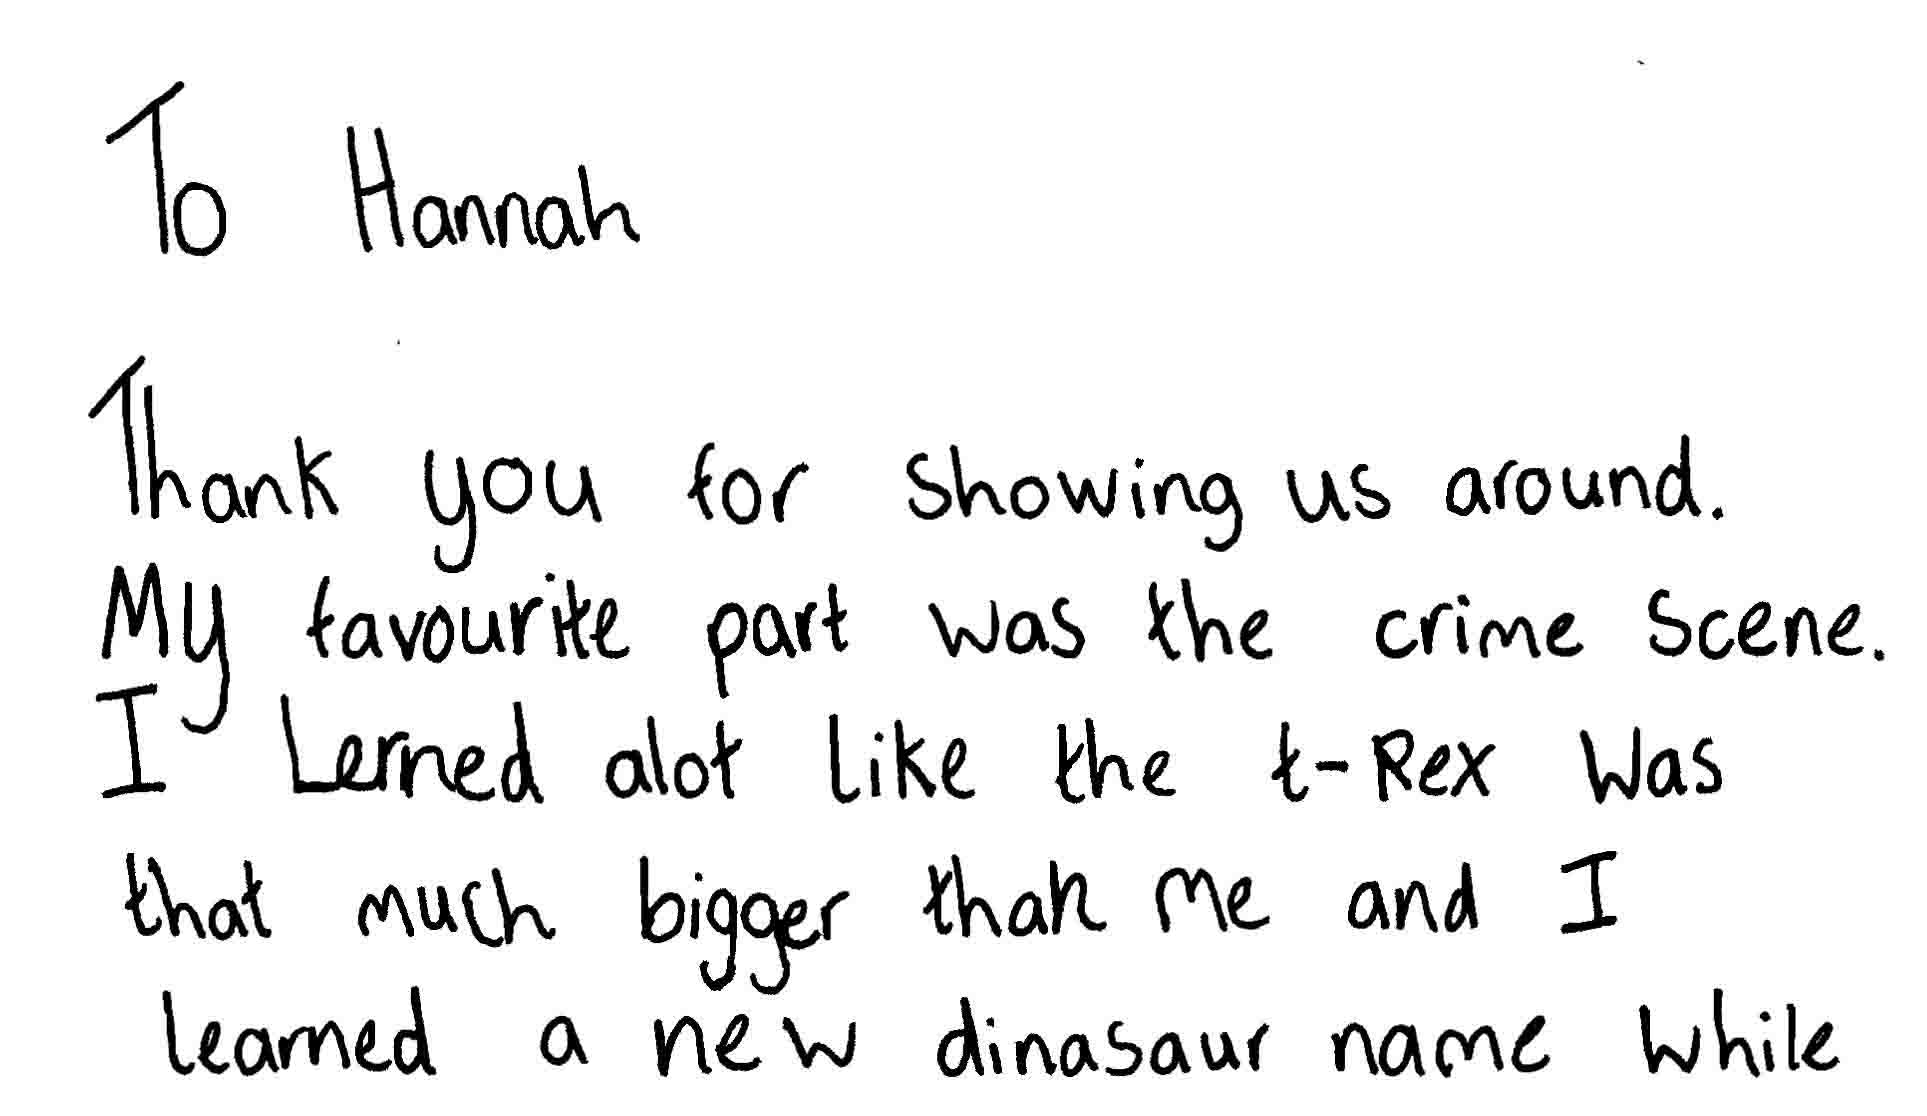 To Hannah
Thank you for showing us around.
My favourite part was the crime scene.
I Lerned alot like the t-Rex was
that much bigger than me and I
learned a new dinasaur name while